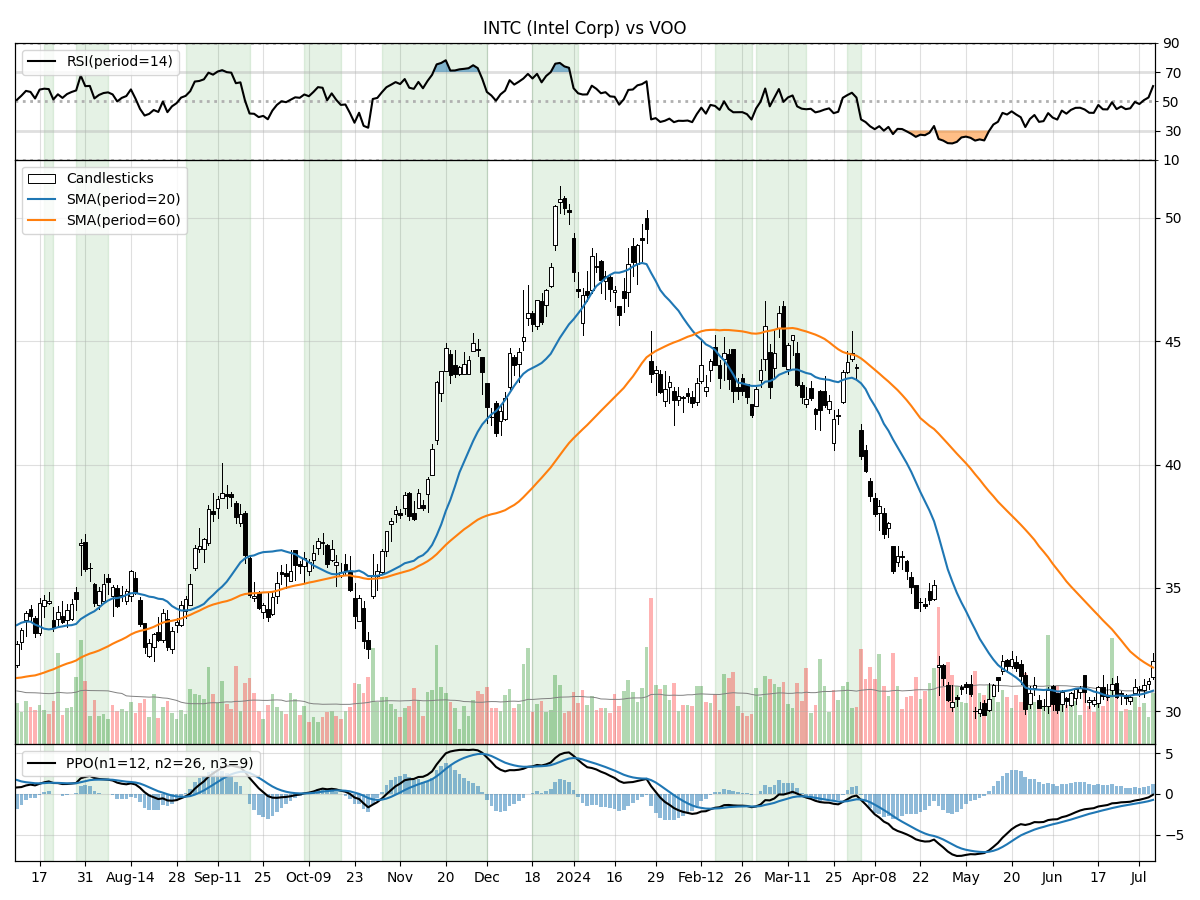 INTC (Intel Corp) vs VOO
RSI(period=14)
90
70
50
30
10
Candlesticks
SMA(period=20)
SMA(period=60)
50
45
40
35
30
PPO(n1=12, n2=26, n3=9)
5
0
−5
17 31 Aug-14 28 Sep-11 25 Oct-09 23 Nov 20 Dec 18 2024 16 29 Feb-12 26 Mar-11 25 Apr-08 22 May 20 Jun 17 Jul